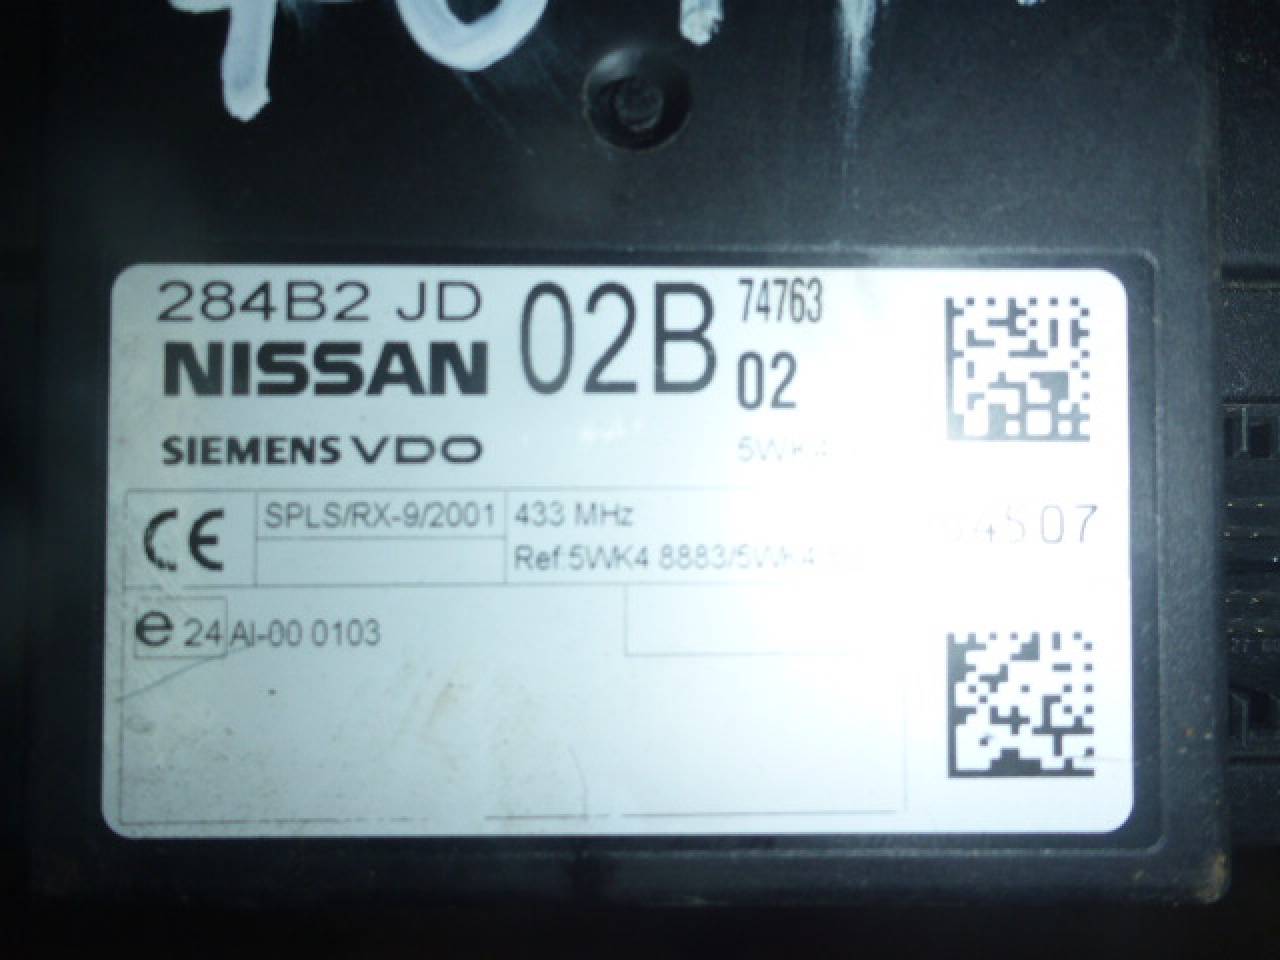 284B2 JD 02B 74763
NISSAN 02
SIEMENS VDO 5WK4
CE SPLS/RX-9/2001 433 MHz
Ref:5WK4 8883/5WK4
07
e 24 AI-00 0103